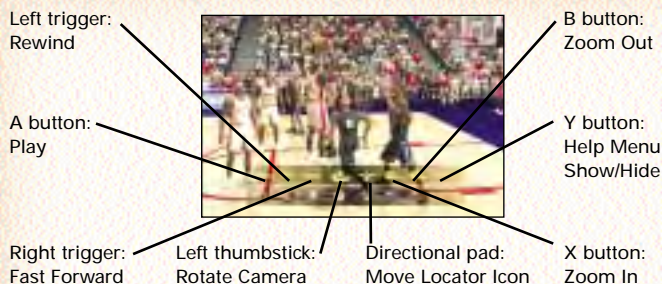 Left trigger:
Rewind
B button:
Zoom Out
A button:
Play
Y button:
Help Menu
Show/Hide
Right trigger:
Fast Forward
Left thumbstick:
Rotate Camera
Directional pad:
Move Locator Icon
X button:
Zoom In